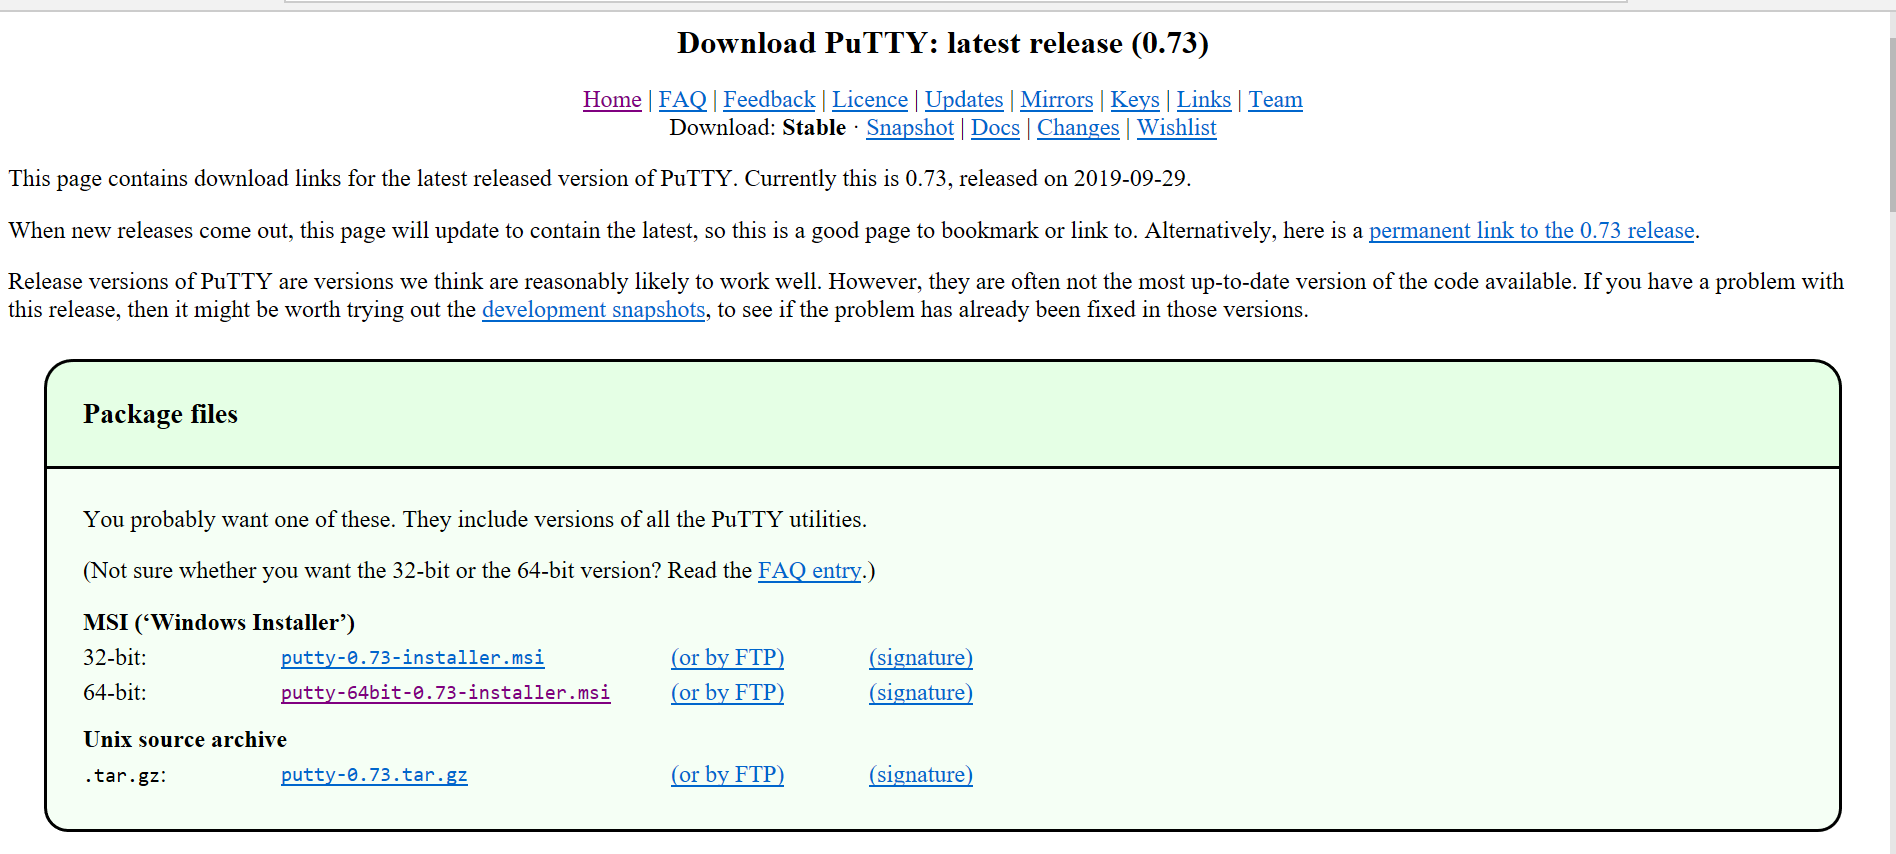 Download PuTTY: latest release (0.73)
Home | FAQ | Feedback | Licence | Updates | Mirrors | Keys | Links | Team
Download: Stable · Snapshot | Docs | Changes | Wishlist
This page contains download links for the latest released version of PuTTY. Currently this is 0.73, released on 2019-09-29.
When new releases come out, this page will update to contain the latest, so this is a good page to bookmark or link to. Alternatively, here is a permanent link to the 0.73 release.
Release versions of PuTTY are versions we think are reasonably likely to work well. However, they are often not the most up-to-date version of the code available. If you have a problem with
this release, then it might be worth trying out the development snapshots, to see if the problem has already been fixed in those versions.
Package files
You probably want one of these. They include versions of all the PuTTY utilities.
(Not sure whether you want the 32-bit or the 64-bit version? Read the FAQ entry.)
MSI (‘Windows Installer’)
32-bit: putty-0.73-installer.msi (or by FTP) (signature)
64-bit: putty-64bit-0.73-installer.msi (or by FTP) (signature)
Unix source archive
.tar.gz: putty-0.73.tar.gz (or by FTP) (signature)